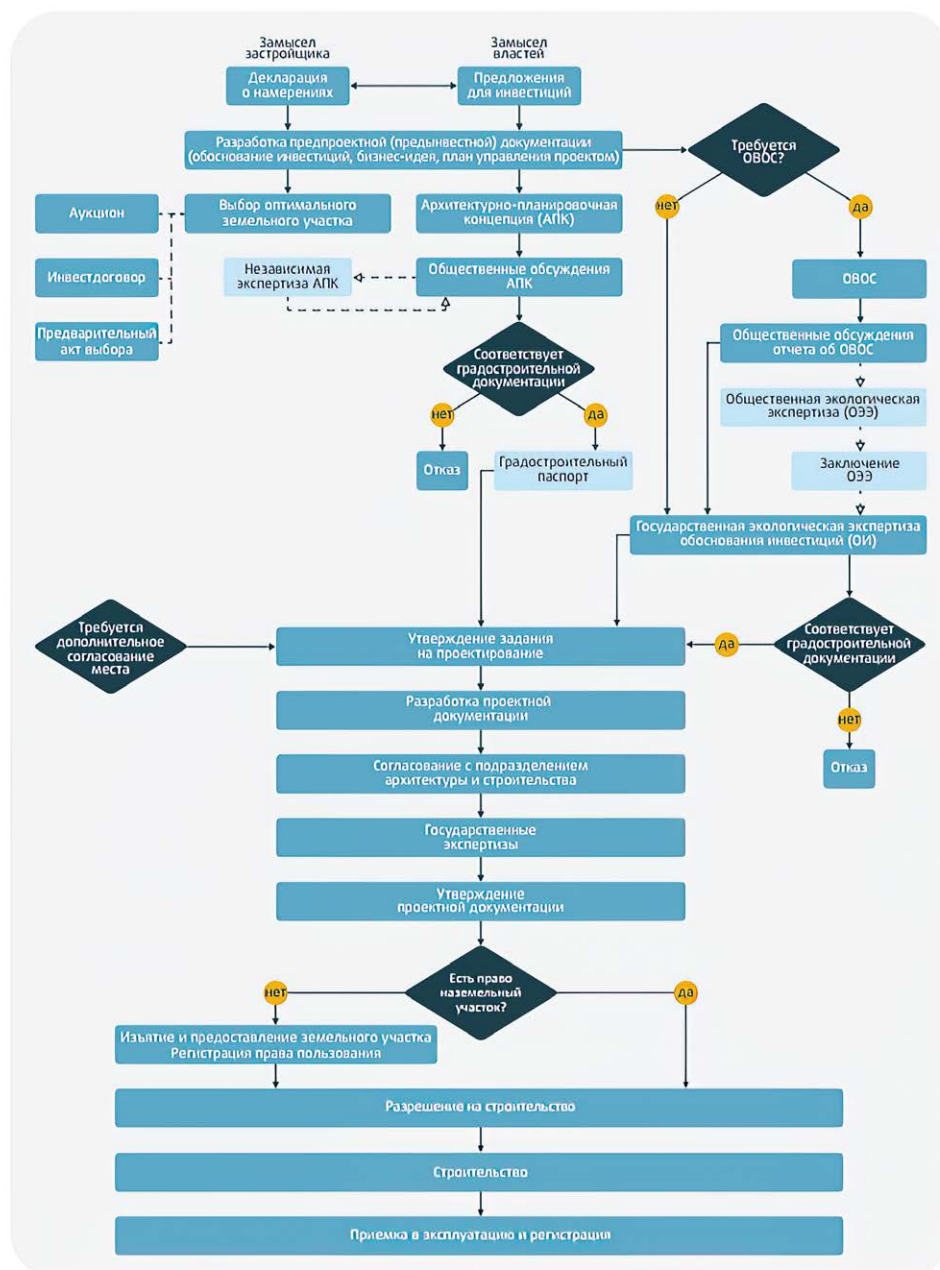 Замысел
застройщика
Замысел
властей
Декларация
о намерениях
Предложения
для инвестиций
Разработка предпроектной (предынвестной) документации
(обоснование инвестиций, бизнес-идея, план управления проектом)
Требуется
ОВОС?
нет
да
Аукцион
Выбор оптимального
земельного участка
Архитектурно-планировочная
концепция (АПК)
Инвестдоговор
Независимая
экспертиза АПК
Общественные обсуждения
АПК
ОВОС
Предварительный
акт выбора
Соответствует
градостроительной
документации
Общественные обсуждения
отчета об ОВОС
нет
да
Общественная экологическая
экспертиза (ОЭЭ)
Отказ
Градостроительный
паспорт
Заключение
ОЭЭ
Государственная экологическая экспертиза
обоснования инвестиций (ОИ)
Требуется
дополнительное
согласование
места
Утверждение задания
на проектирование
да
Соответствует
градостроительной
документации
Разработка проектной
документации
нет
Согласование с подразделением
архитектуры и строительства
Отказ
Государственные
экспертизы
Утверждение
проектной документации
Есть право
наземельный
участок?
нет
да
Изъятие и предоставление земельного участка
Регистрация права пользования
Разрешение на строительство
Строительство
Приемка в эксплуатацию и регистрация